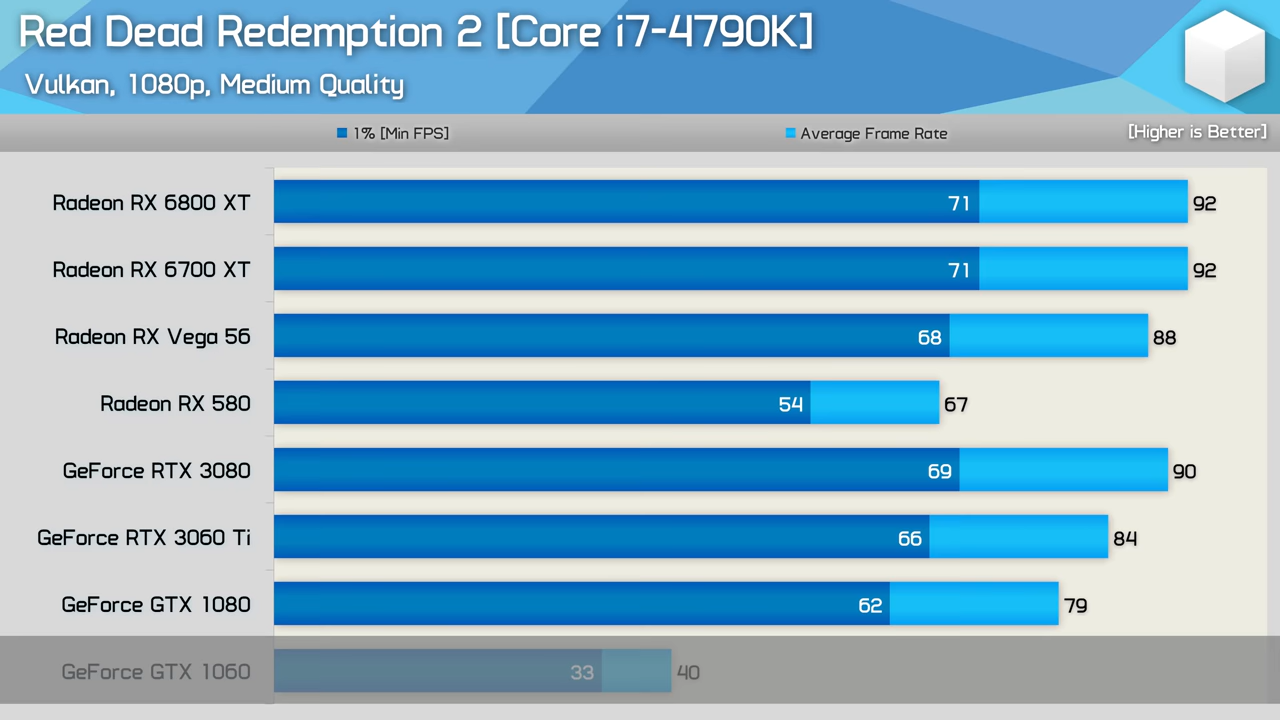 Red Dead Redemption 2 [Core i7-4790K]
Vulkan, 1080p, Medium Quality
1% [Min FPS] Average Frame Rate [Higher is Better]
Radeon RX 6800 XT 71 92
Radeon RX 6700 XT 71 92
Radeon RX Vega 56 68 88
Radeon RX 580 54 67
GeForce RTX 3080 69 90
GeForce RTX 3060 Ti 66 84
GeForce GTX 1080 62 79
GeForce GTX 1060 33 40